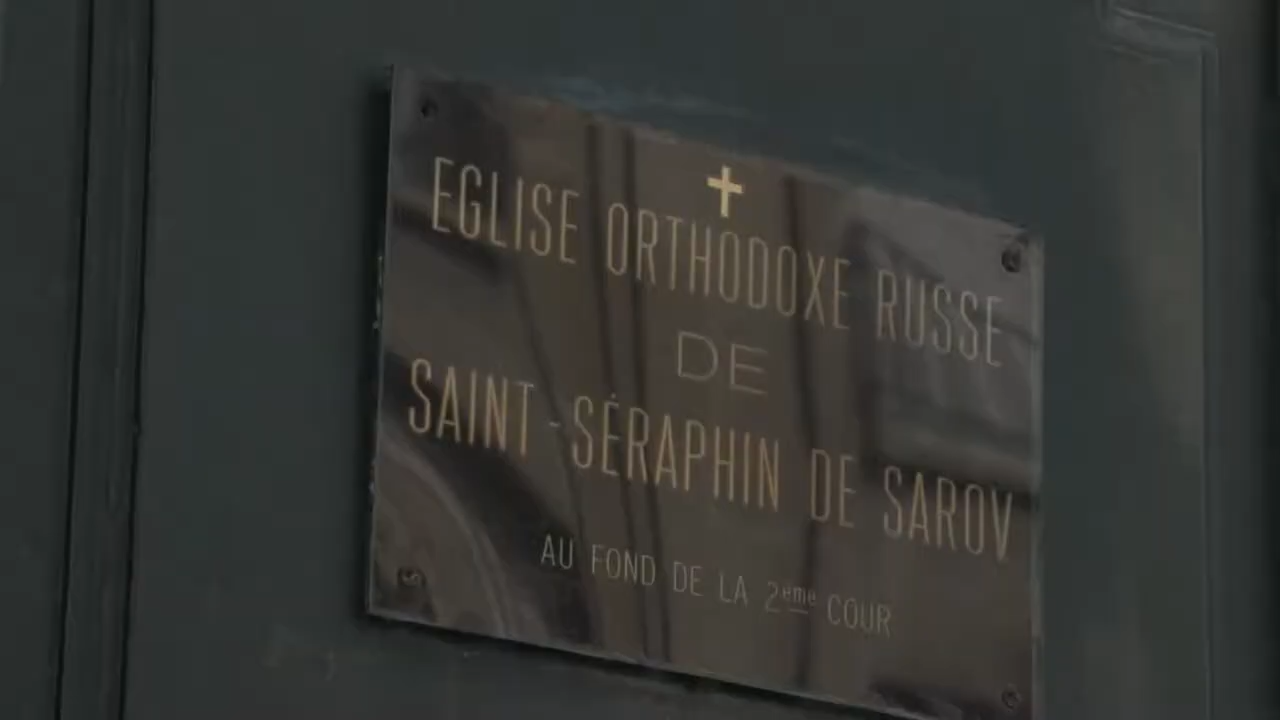 EGLISE ORTHODOXE RUSSE
DE
SAINT-SÉRAPHIN DE SAROV
AU FOND DE LA 2ème COUR